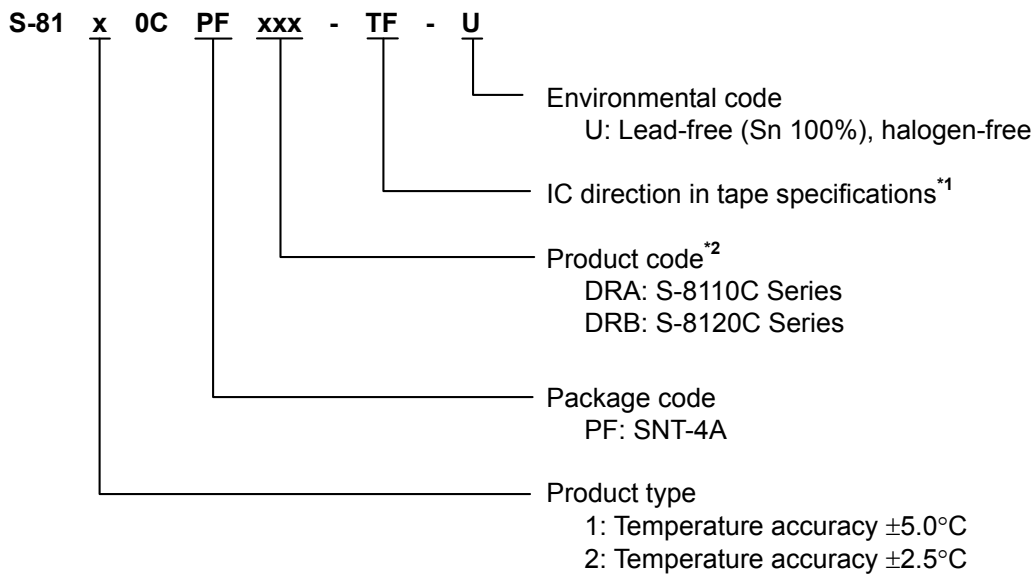 S-81 x 0C PF xxx - TF - U
Environmental code
U: Lead-free (Sn 100%), halogen-free
IC direction in tape specifications*1
Product code*2
DRA: S-8110C Series
DRB: S-8120C Series
Package code
PF: SNT-4A
Product type
1: Temperature accuracy ±5.0°C
2: Temperature accuracy ±2.5°C